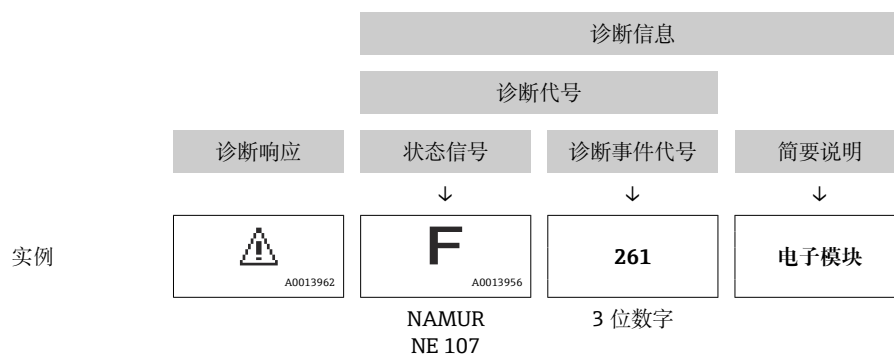 诊断信息
诊断代号
诊断响应 状态信号 诊断事件代号 简要说明
↓ ↓ ↓
实例 F 261 电子模块
A0013962 A0013956
NAMUR 3 位数字
NE 107